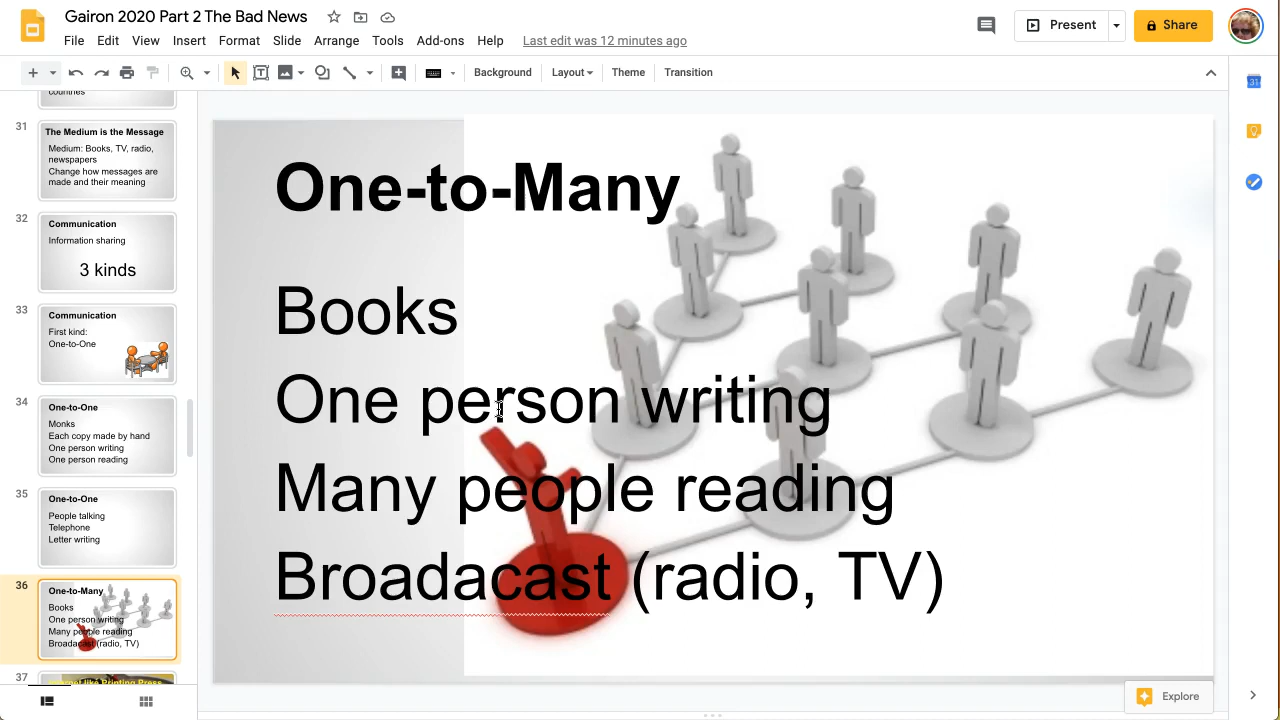 Gairon 2020 Part 2 The Bad News
File Edit View Insert Format Slide Arrange Tools Add-ons Help Last edit was 12 minutes ago
Present
Share
Background Layout Theme Transition
31
The Medium is the Message
Medium: Books, TV, radio,
newspapers
Change how messages are
made and their meaning
32
Communication
Information sharing
3 kinds
33
Communication
First kind:
One-to-One
34
One-to-One
Monks
Each copy made by hand
One person writing
One person reading
35
One-to-One
People talking
Telephone
Letter writing
36
One-to-Many
Books
One person writing
Many people reading
Broadacast (radio, TV)
37
One-to-Many
Books
One person writing
Many people reading
Broadacast (radio, TV)
Explore
31